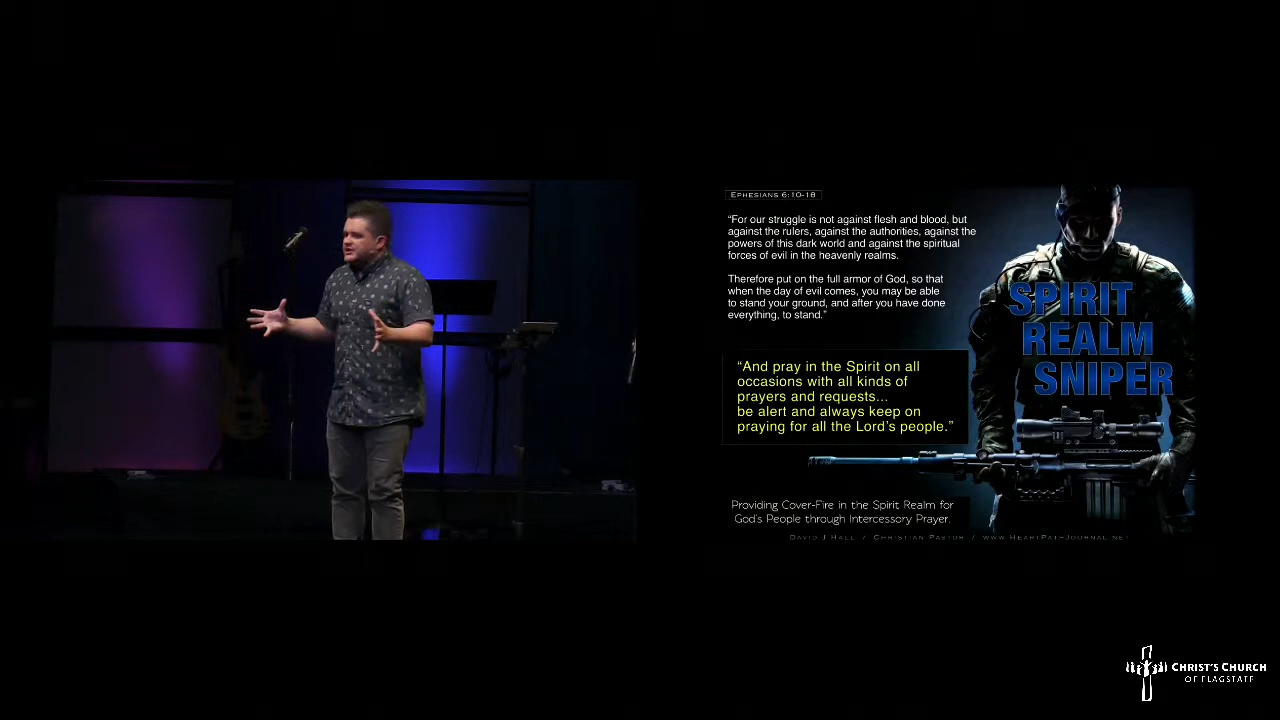 EPHESIANS 6:10-18
“For our struggle is not against flesh and blood, but
against the rulers, against the authorities, against the
powers of this dark world and against the spiritual
forces of evil in the heavenly realms.
Therefore put on the full armor of God, so that
when the day of evil comes, you may be able
to stand your ground, and after you have done
everything, to stand.”
SPIRIT
REALM
SNIPER
“And pray in the Spirit on all
occasions with all kinds of
prayers and requests...
be alert and always keep on
praying for all the Lord’s people.”
Providing Cover-Fire in the Spirit Realm for
God's People through Intercessory Prayer.
DAVID J HALL / CHRISTIAN PASTOR / WWW.HEARTPATHJOURNAL.NET
CHRIST'S CHURCH
OF FLAGSTAFF